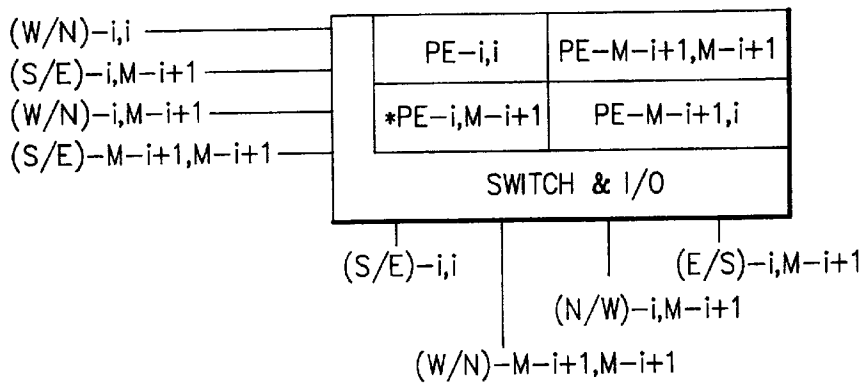 (W/N)-i,i
(S/E)-i,M-i+1
(W/N)-i,M-i+1
(S/E)-M-i+1,M-i+1
PE-i,i
PE-M-i+1,M-i+1
*PE-i,M-i+1
PE-M-i+1,i
SWITCH & I/O
(S/E)-i,i
(E/S)-i,M-i+1
(N/W)-i,M-i+1
(W/N)-M-i+1,M-i+1